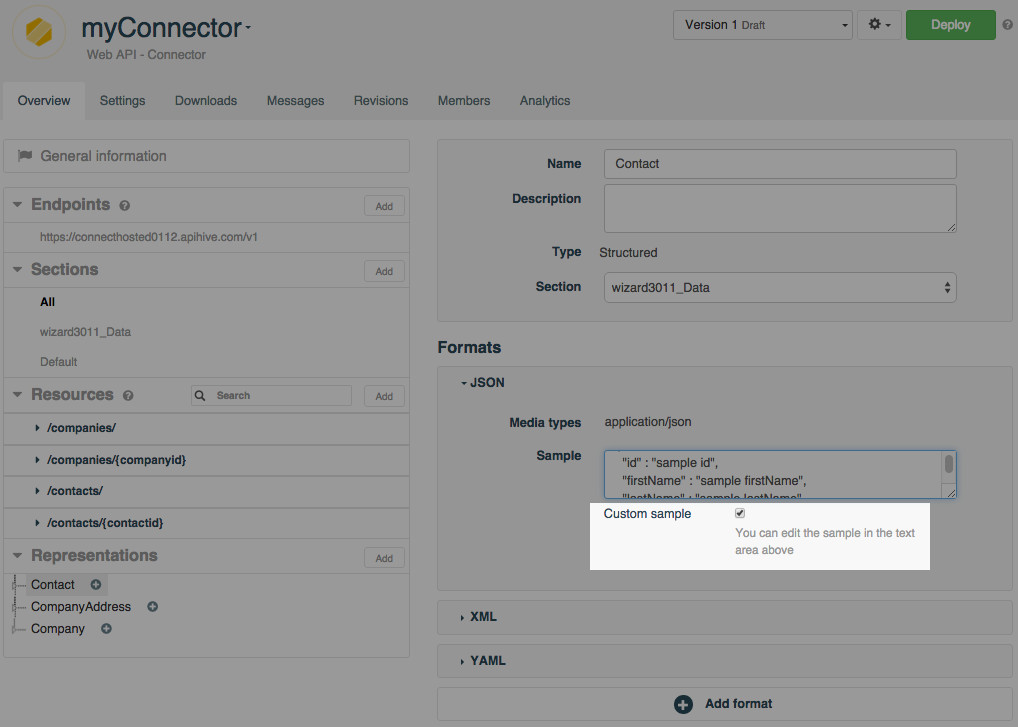 myConnector
Web API - Connector
Version 1 Draft
Deploy
Overview
Settings
Downloads
Messages
Revisions
Members
Analytics
General information
Endpoints
Add
https://connecthosted0112.apihive.com/v1
Sections
Add
All
wizard3011_Data
Default
Resources
Search
Add
/companies/
/companies/{companyid}
/contacts/
/contacts/{contactid}
Representations
Add
Contact
CompanyAddress
Company
Name
Contact
Description
Type
Structured
Section
wizard3011_Data
Formats
JSON
Media types
application/json
Sample
"id" : "sample id",
"firstName" : "sample firstName",
"lastName" : "sample lastName"
Custom sample
You can edit the sample in the text
area above
XML
YAML
Add format